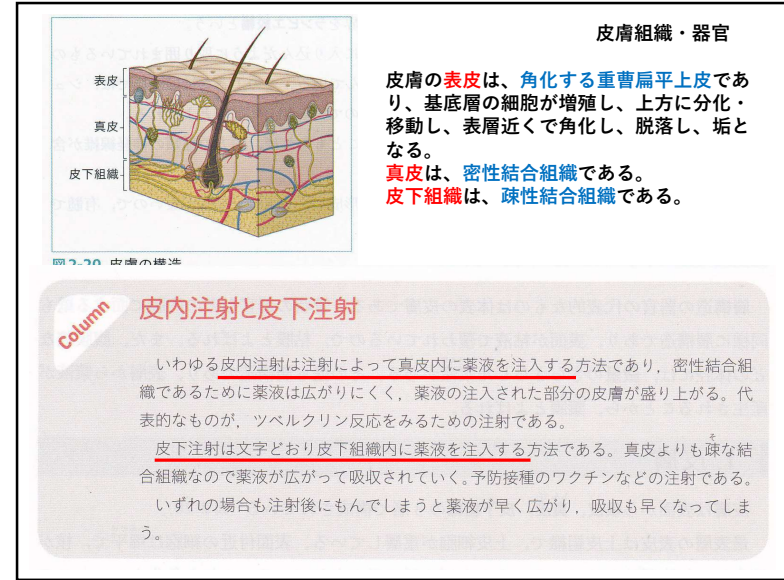 皮膚組織・器官
表皮
真皮
皮下組織
皮膚の表皮は、角化する重曹扁平上皮であ
り、基底層の細胞が増殖し、上方に分化・
移動し、表層近くで角化し、脱落し、垢と
なる。
真皮は、密性結合組織である。
皮下組織は、疎性結合組織である。
図2-20 皮膚の構造
Column
皮内注射と皮下注射
いわゆる皮内注射は注射によって真皮内に薬液を注入する方法であり，密性結合組
織であるために薬液は広がりにくく，薬液の注入された部分の皮膚が盛り上がる。代
表的なものが，ツベルクリン反応をみるための注射である。
皮下注射は文字どおり皮下組織内に薬液を注入する方法である。真皮よりも疎な結
合組織なので薬液が広がって吸収されていく。予防接種のワクチンなどの注射である。
いずれの場合も注射後にもんでしまうと薬液が早く広がり，吸収も早くなってしま
う。